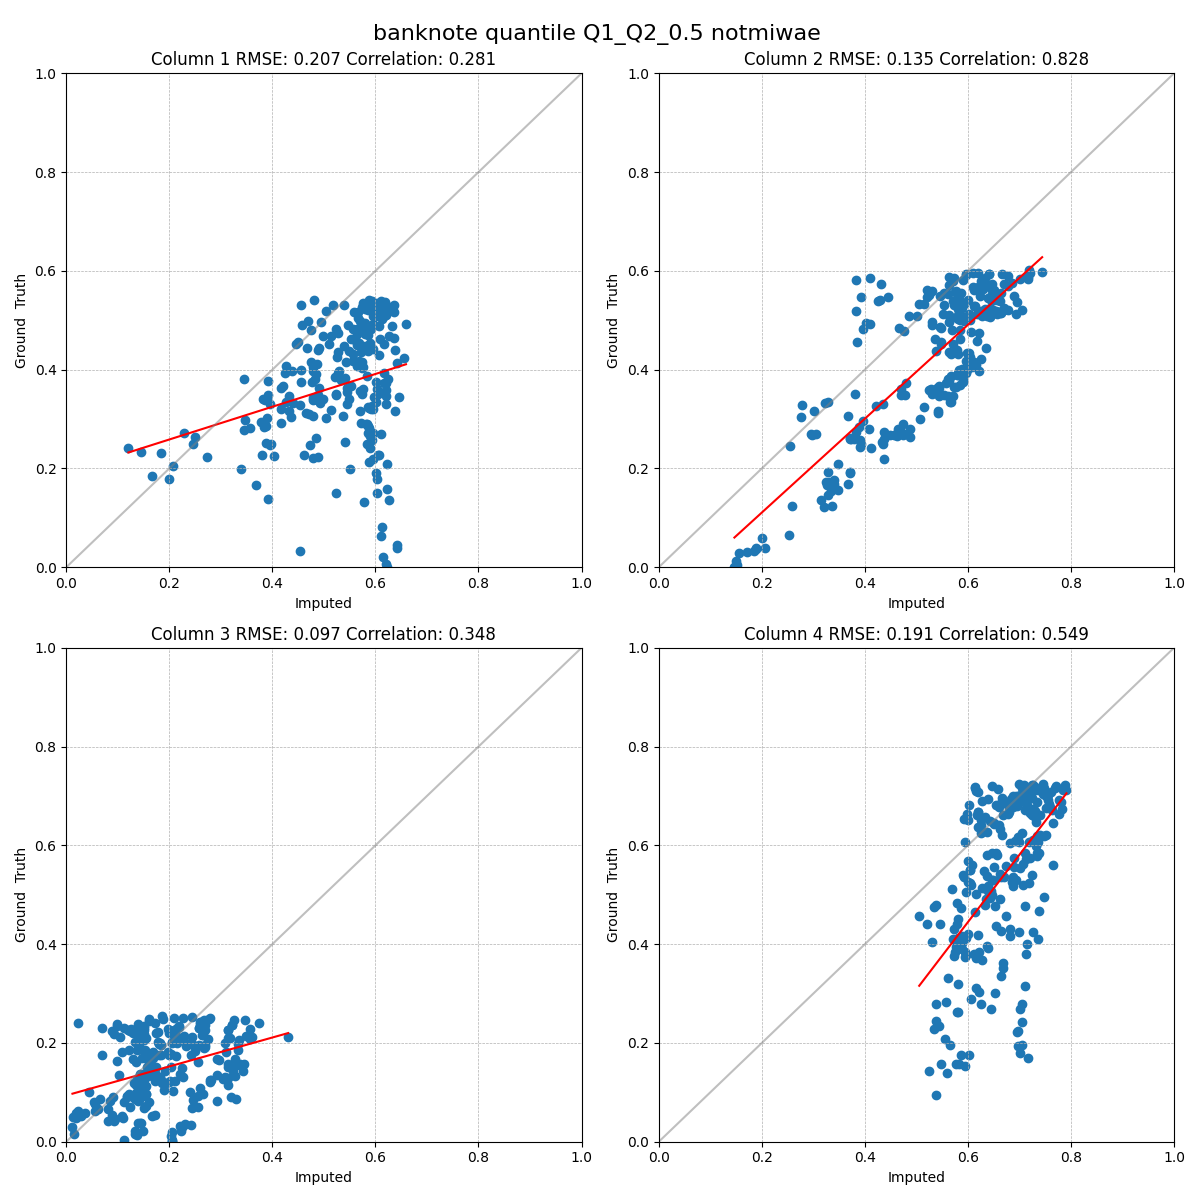 banknote quantile Q1_Q2_0.5 notmiwae
Column 1 RMSE: 0.207 Correlation: 0.281
1.0
0.8
0.6
0.4
0.2
0.0
Ground Truth
0.0 0.2 0.4 0.6 0.8 1.0
Imputed
Column 2 RMSE: 0.135 Correlation: 0.828
1.0
0.8
0.6
0.4
0.2
0.0
Ground Truth
0.0 0.2 0.4 0.6 0.8 1.0
Imputed
Column 3 RMSE: 0.097 Correlation: 0.348
1.0
0.8
0.6
0.4
0.2
0.0
Ground Truth
0.0 0.2 0.4 0.6 0.8 1.0
Imputed
Column 4 RMSE: 0.191 Correlation: 0.549
1.0
0.8
0.6
0.4
0.2
0.0
Ground Truth
0.0 0.2 0.4 0.6 0.8 1.0
Imputed